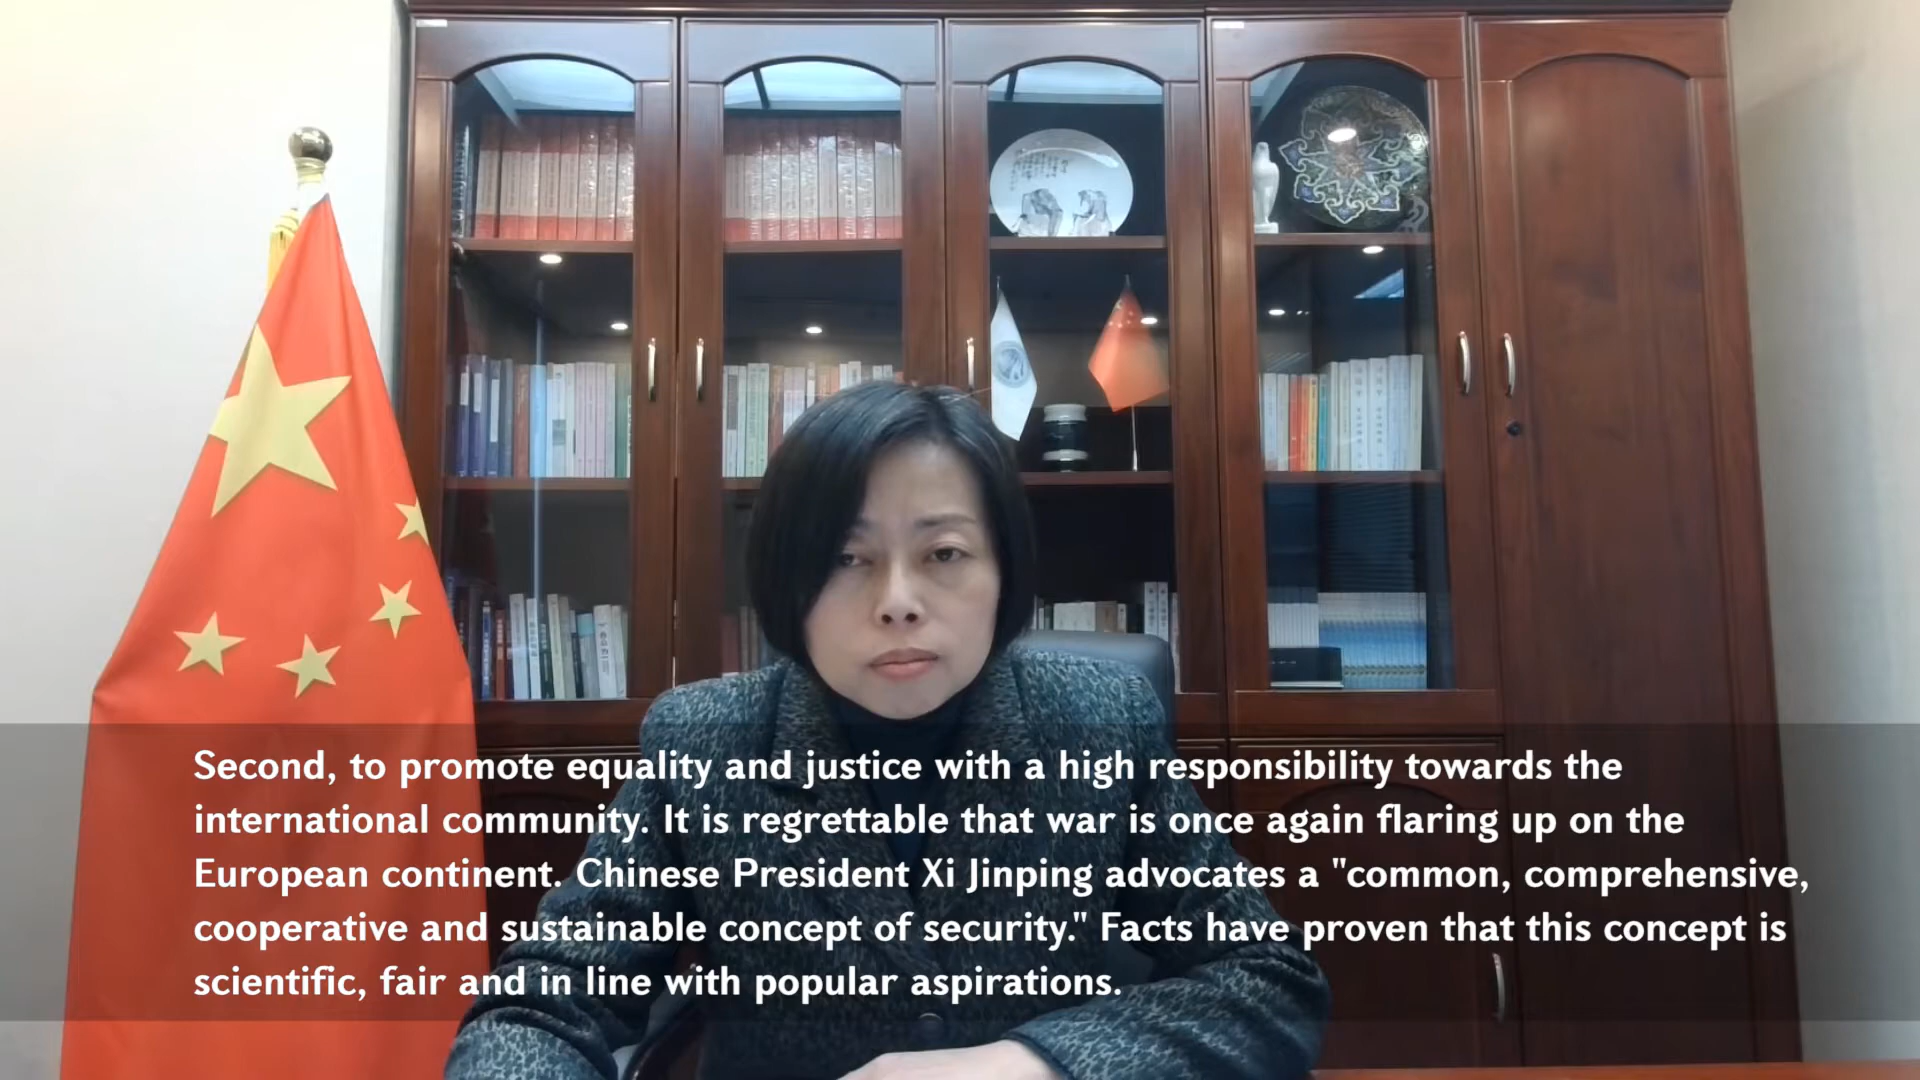 Second, to promote equality and justice with a high responsibility towards the
international community. It is regrettable that war is once again flaring up on the
European continent. Chinese President Xi Jinping advocates a "common, comprehensive,
cooperative and sustainable concept of security." Facts have proven that this concept is
scientific, fair and in line with popular aspirations.